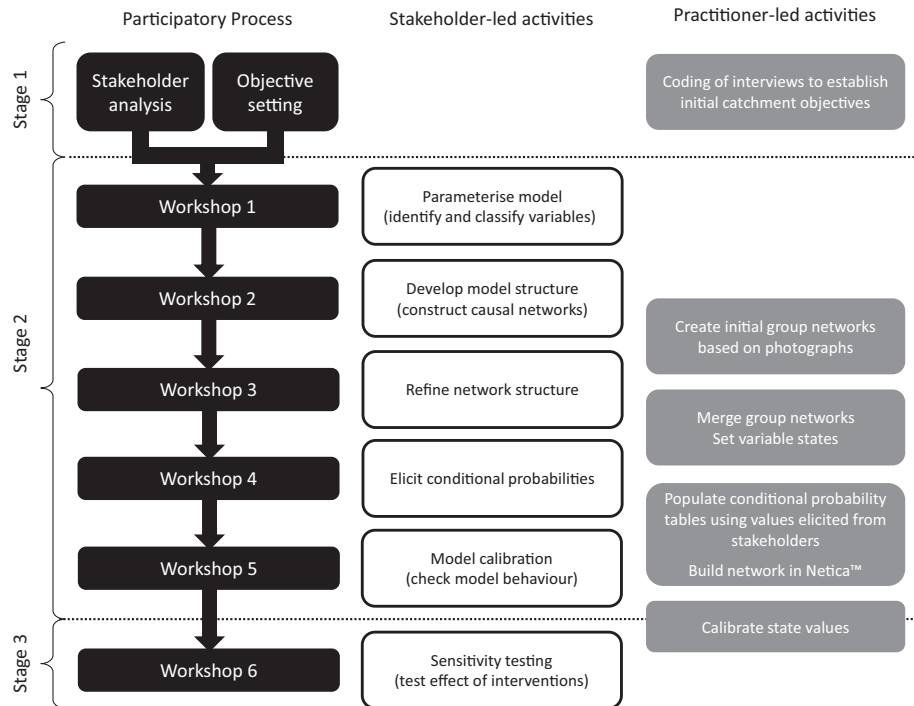 Participatory Process
Stakeholder-led activities
Practitioner-led activities
Stage 1
Stakeholder
analysis
Objective
setting
Coding of interviews to establish
initial catchment objectives
Stage 2
Workshop 1
Parameterise model
(identify and classify variables)
Workshop 2
Develop model structure
(construct causal networks)
Create initial group networks
based on photographs
Workshop 3
Refine network structure
Merge group networks
Set variable states
Workshop 4
Elicit conditional probabilities
Populate conditional probability
tables using values elicited from
stakeholders
Build network in Netica™
Workshop 5
Model calibration
(check model behaviour)
Calibrate state values
Stage 3
Workshop 6
Sensitivity testing
(test effect of interventions)